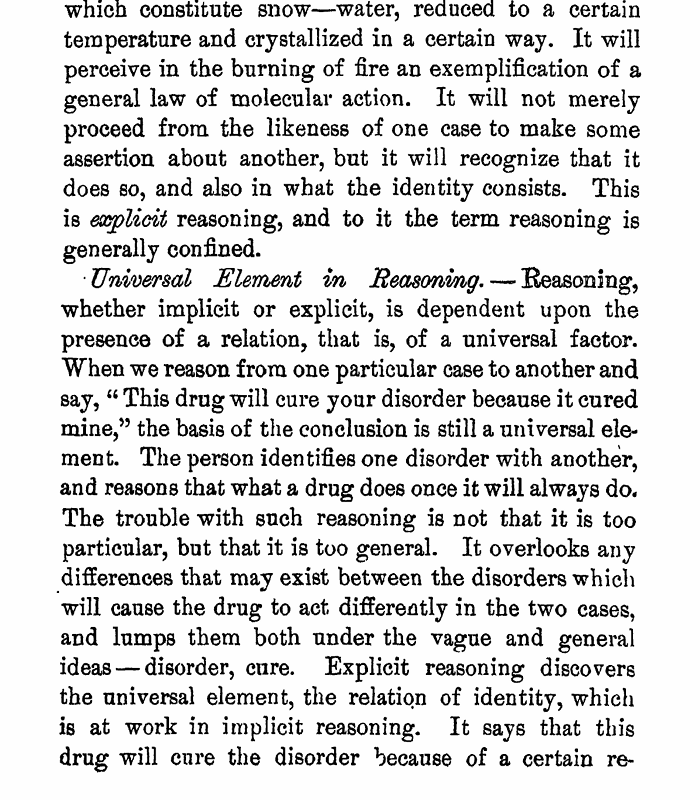 which constitute snow—water, reduced to a certain
temperature and crystallized in a certain way. It will
perceive in the burning of fire an exemplification of a
general law of molecular action. It will not merely
proceed from the likeness of one case to make some
assertion about another, but it will recognize that it
does so, and also in what the identity consists. This
is explicit reasoning, and to it the term reasoning is
generally confined.
Universal Element in Reasoning. — Reasoning,
whether implicit or explicit, is dependent upon the
presence of a relation, that is, of a universal factor.
When we reason from one particular case to another and
say, “This drug will cure your disorder because it cured
mine,” the basis of the conclusion is still a universal ele-
ment. The person identifies one disorder with another,
and reasons that what a drug does once it will always do.
The trouble with such reasoning is not that it is too
particular, but that it is too general. It overlooks any
differences that may exist between the disorders which
will cause the drug to act differently in the two cases,
and lumps them both under the vague and general
ideas — disorder, cure. Explicit reasoning discovers
the universal element, the relation of identity, which
is at work in implicit reasoning. It says that this
drug will cure the disorder because of a certain re-